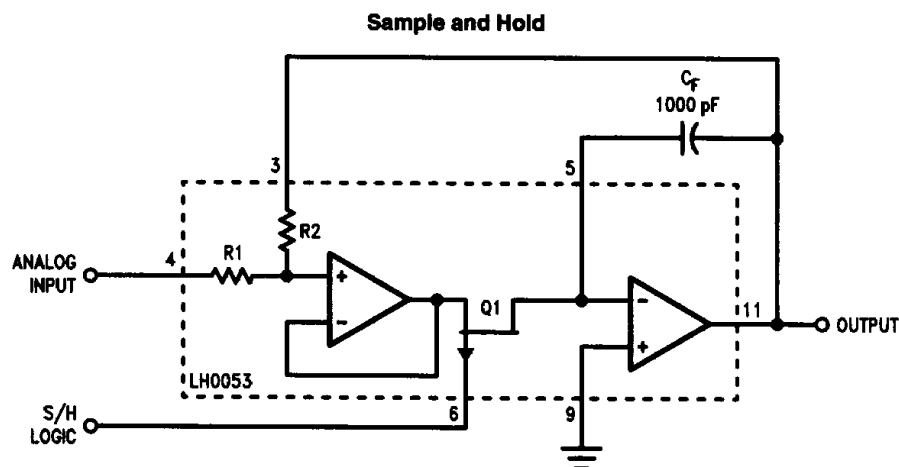 Sample and Hold
C_F
1000 pF
3
5
R2
R1
4
ANALOG
INPUT
+
-
Q1
-
+
11
OUTPUT
LH0053
6
9
S/H
LOGIC